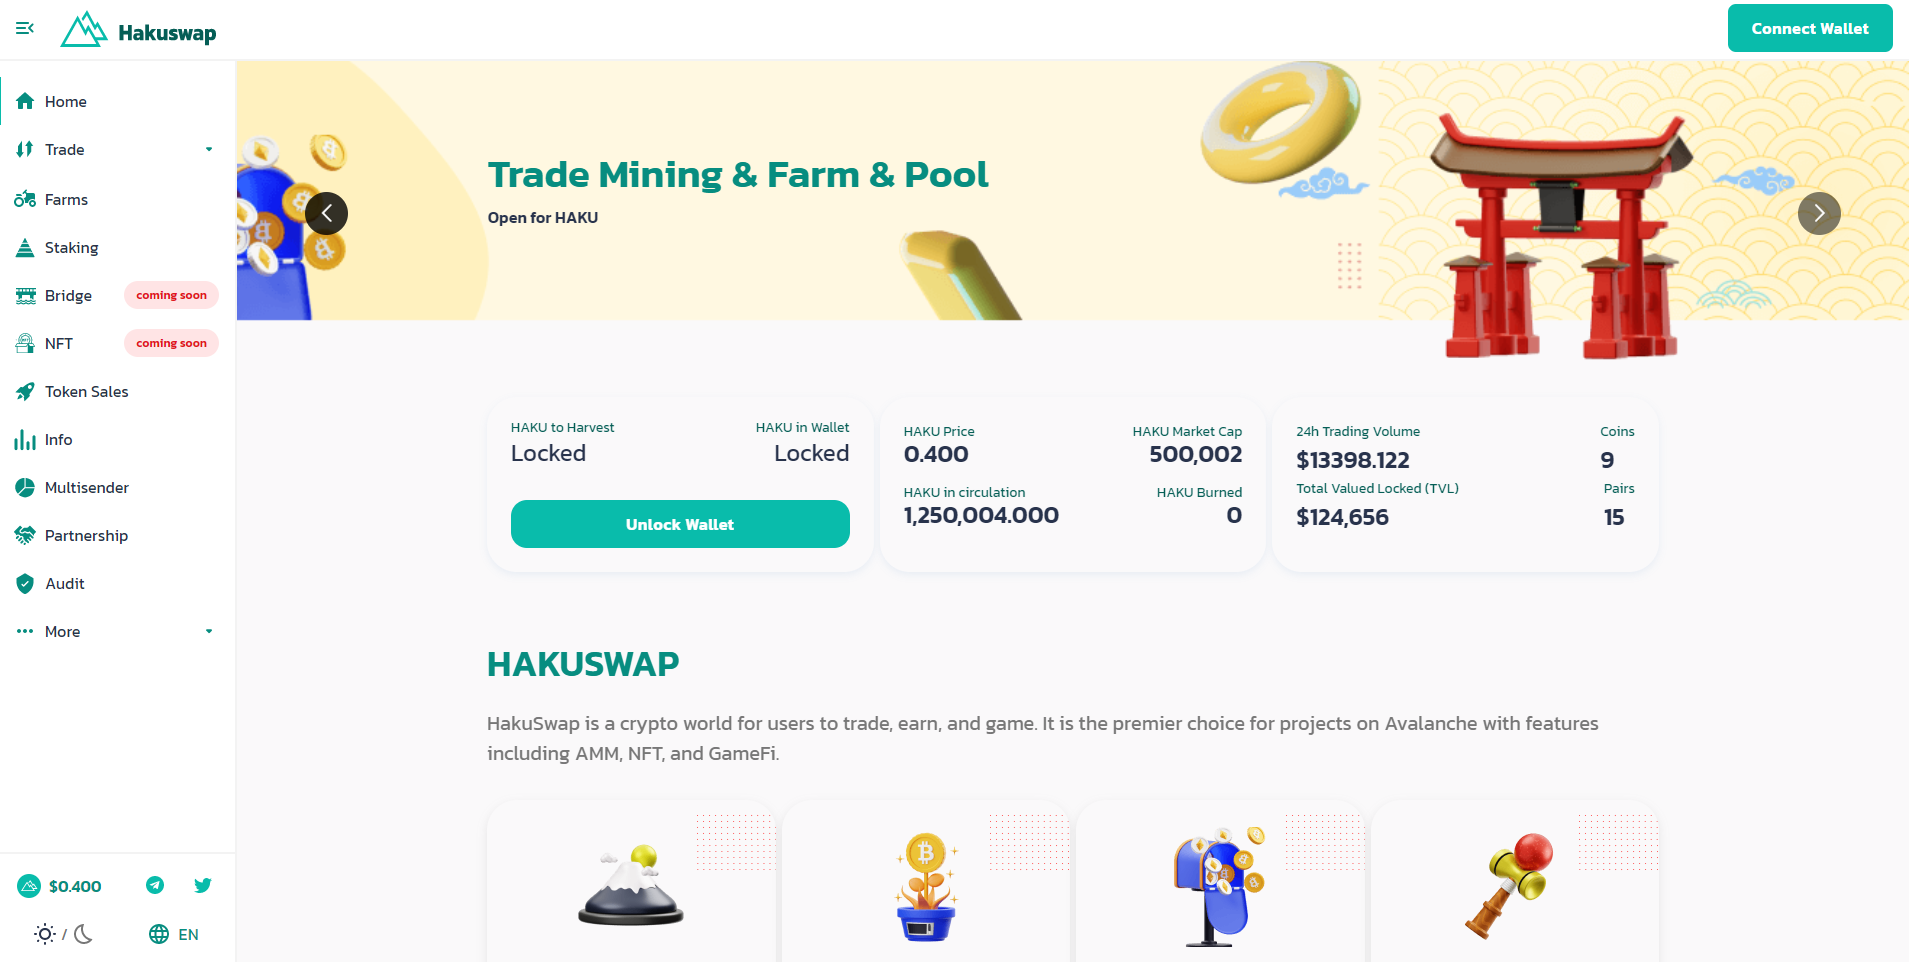 Hakuswap
Connect Wallet
Home
Trade
Farms
Staking
Bridge coming soon
NFT coming soon
Token Sales
Info
Multisender
Partnership
Audit
More
$0.400
/
EN
Trade Mining & Farm & Pool
Open for HAKU
HAKU to Harvest HAKU in Wallet
Locked Locked
Unlock Wallet
HAKU Price HAKU Market Cap
0.400 500,002
HAKU in circulation HAKU Burned
1,250,004.000 0
24h Trading Volume Coins
$13398.122 9
Total Valued Locked (TVL) Pairs
$124,656 15
HAKUSWAP
HakuSwap is a crypto world for users to trade, earn, and game. It is the premier choice for projects on Avalanche with features
including AMM, NFT, and GameFi.